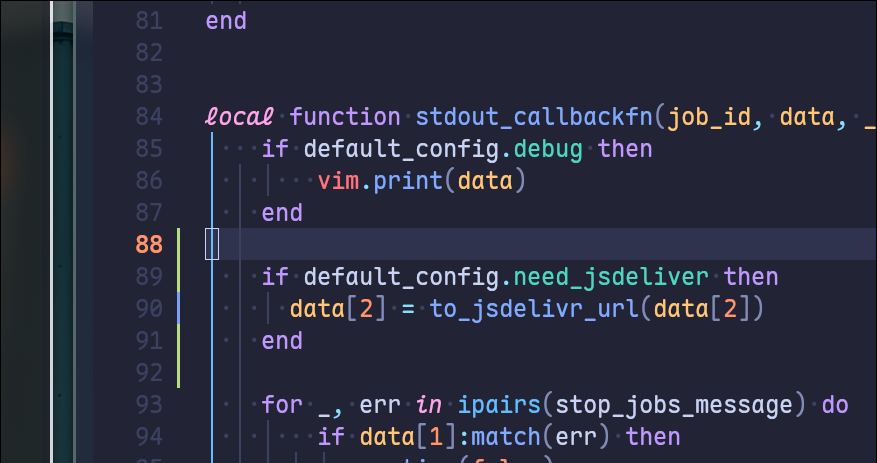 81 end
82
83
84 local function stdout_callbackfn(job_id, data, _
85 if default_config.debug then
86 vim.print(data)
87 end
88
89 if default_config.need_jsdeliver then
90 data[2] = to_jsdelivr_url(data[2])
91 end
92
93 for _, err in ipairs(stop_jobs_message) do
94 if data[1]:match(err) then